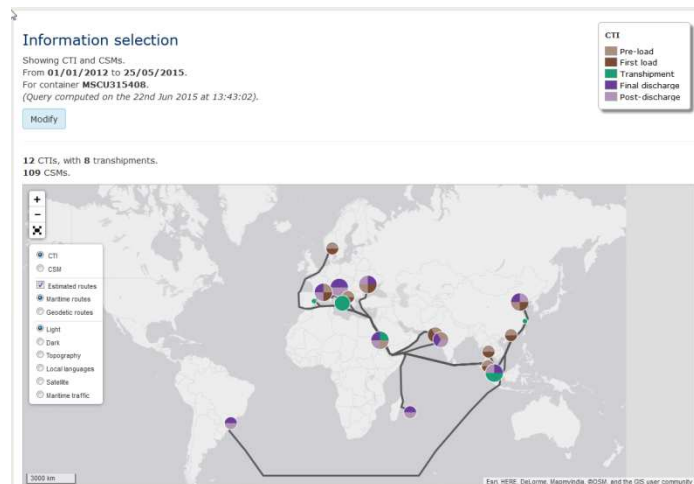 Information selection
Showing CTI and CSMs.
From 01/01/2012 to 25/05/2015.
For container MSCU315408.
(Query computed on the 22nd Jun 2015 at 13:43:02).
Modify
CTI
Pre-load
First load
Transhipment
Final discharge
Post-discharge
12 CTIs, with 8 transhipments.
109 CSMs.
+
−
CTI
CSM
Estimated routes
Maritime routes
Geodetic routes
Light
Dark
Topography
Local languages
Satellite
Maritime traffic
3000 km
Esri, HERE, DeLorme, MapmyIndia, ©OSM, and the GIS user community